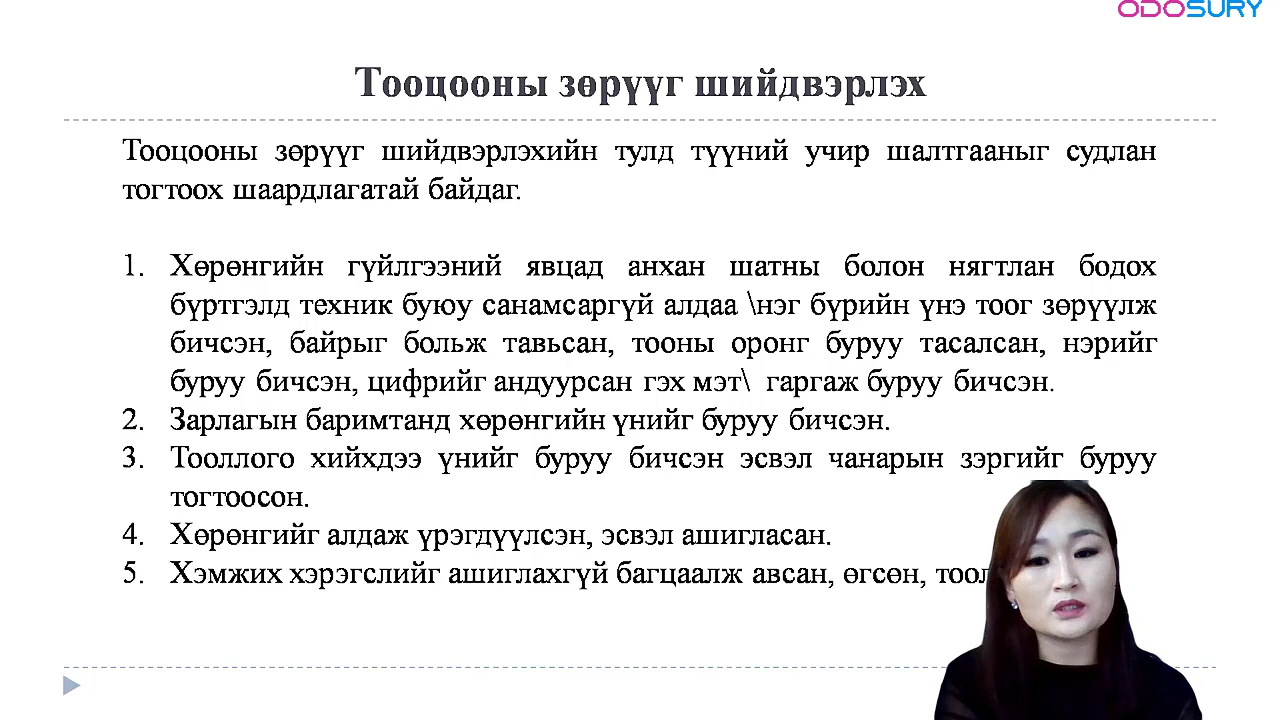 ODOSURY
Тооцооны зөрүүг шийдвэрлэх
Тооцооны зөрүүг шийдвэрлэхийн тулд түүний учир шалтгааныг судлан
тогтоох шаардлагатай байдаг.
1. Хөрөнгийн гүйлгээний явцад анхан шатны болон нягтлан бодох
бүртгэлд техник буюу санамсаргүй алдаа \нэг бүрийн үнэ тоог зөрүүлж
бичсэн, байрыг больж тавьсан, тооны оронг буруу тасалсан, нэрийг
буруу бичсэн, цифрийг андуурсан гэх мэт\ гаргаж буруу бичсэн.
2. Зарлагын баримтанд хөрөнгийн үнийг буруу бичсэн.
3. Тооллого хийхдээ үнийг буруу бичсэн эсвэл чанарын зэргийг буруу
тогтоосон.
4. Хөрөнгийг алдаж үрэгдүүлсэн, эсвэл ашигласан.
5. Хэмжих хэрэгслийг ашиглахгүй багцаалж авсан, өгсөн,